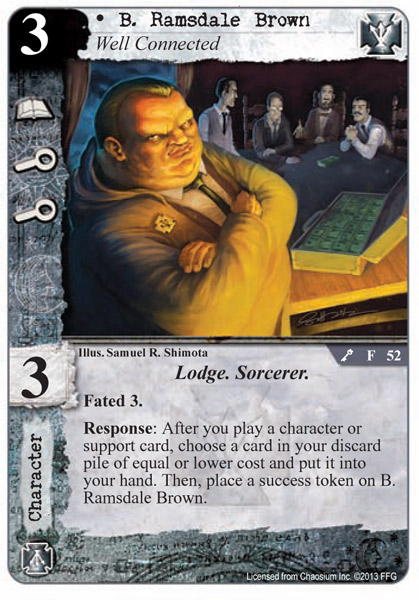 3
• B. Ramsdale Brown
Well Connected
Illus. Samuel R. Shimota
F 52
3
Lodge. Sorcerer.
Fated 3.
Response: After you play a character or
support card, choose a card in your discard
pile of equal or lower cost and put it into
your hand. Then, place a success token on B.
Ramsdale Brown.
Character
Licensed from Chaosium Inc. ©2013 FFG